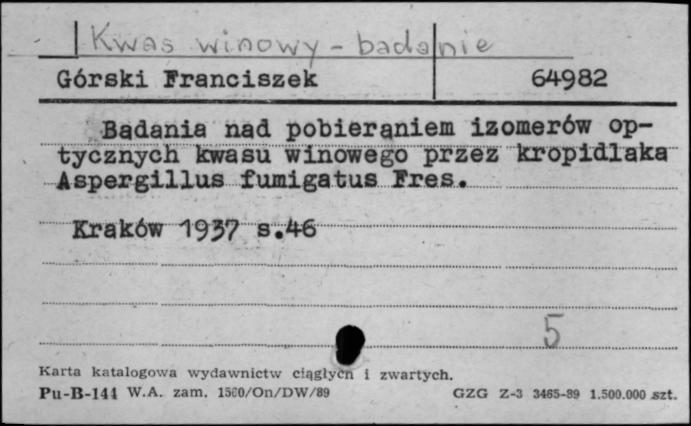 Kwas winowy - badanie
Górski Franciszek 64982
Badania nad pobieraniem izomerów op-
tycznych kwasu winowego przez kropidlaka
Aspergillus fumigatus Fres.
Kraków 1937 s.46
5
Karta katalogowa wydawnictw ciągłych i zwartych.
Pu-B-144 W.A. zam. 1560/On/DW/89 GZG Z-3 3465-89 1.500.000 szt.